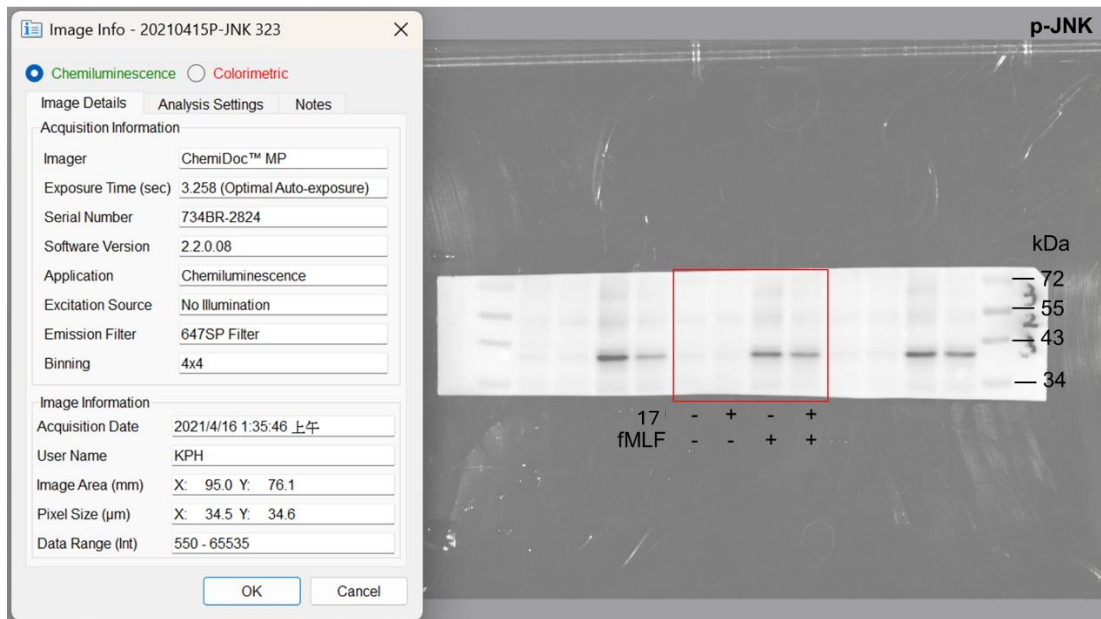 Image Info - 20210415P-JNK 323
Chemiluminescence Colorimetric
Image Details Analysis Settings Notes
Acquisition Information
Imager ChemiDoc™ MP
Exposure Time (sec) 3.258 (Optimal Auto-exposure)
Serial Number 734BR-2824
Software Version 2.2.0.08
Application Chemiluminescence
Excitation Source No Illumination
Emission Filter 647SP Filter
Binning 4x4
Image Information
Acquisition Date 2021/4/16 1:35:46 上午
User Name KPH
Image Area (mm) X: 95.0 Y: 76.1
Pixel Size (µm) X: 34.5 Y: 34.6
Data Range (Int) 550 - 65535
OK Cancel
p-JNK
kDa
72
55
43
34
17 - + - +
fMLF - - + +